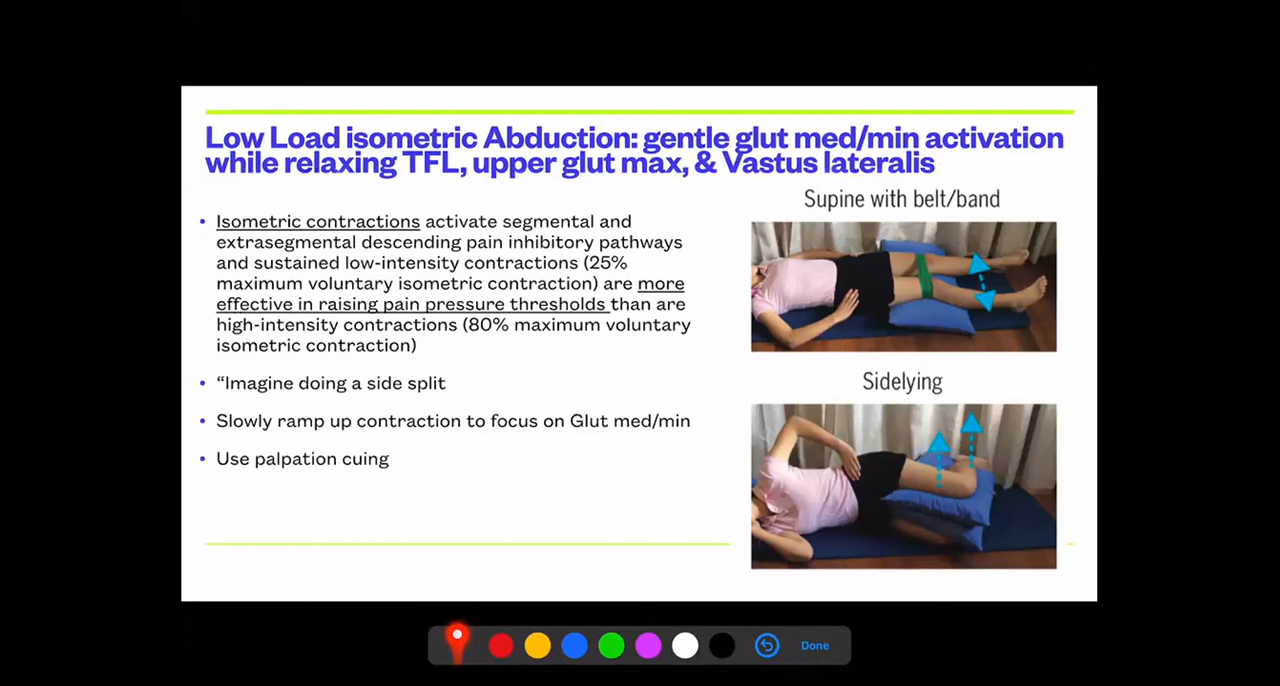 Low Load isometric Abduction: gentle glut med/min activation
while relaxing TFL, upper glut max, & Vastus lateralis
• Isometric contractions activate segmental and
extrasegmental descending pain inhibitory pathways
and sustained low-intensity contractions (25%
maximum voluntary isometric contraction) are more
effective in raising pain pressure thresholds than are
high-intensity contractions (80% maximum voluntary
isometric contraction)
• “Imagine doing a side split
• Slowly ramp up contraction to focus on Glut med/min
• Use palpation cuing
Supine with belt/band
Sidelying
Done